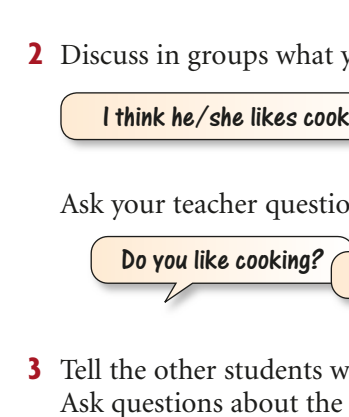 2 Discuss in groups what y
I think he/she likes cook
Ask your teacher questio
Do you like cooking?
3 Tell the other students w
Ask questions about the